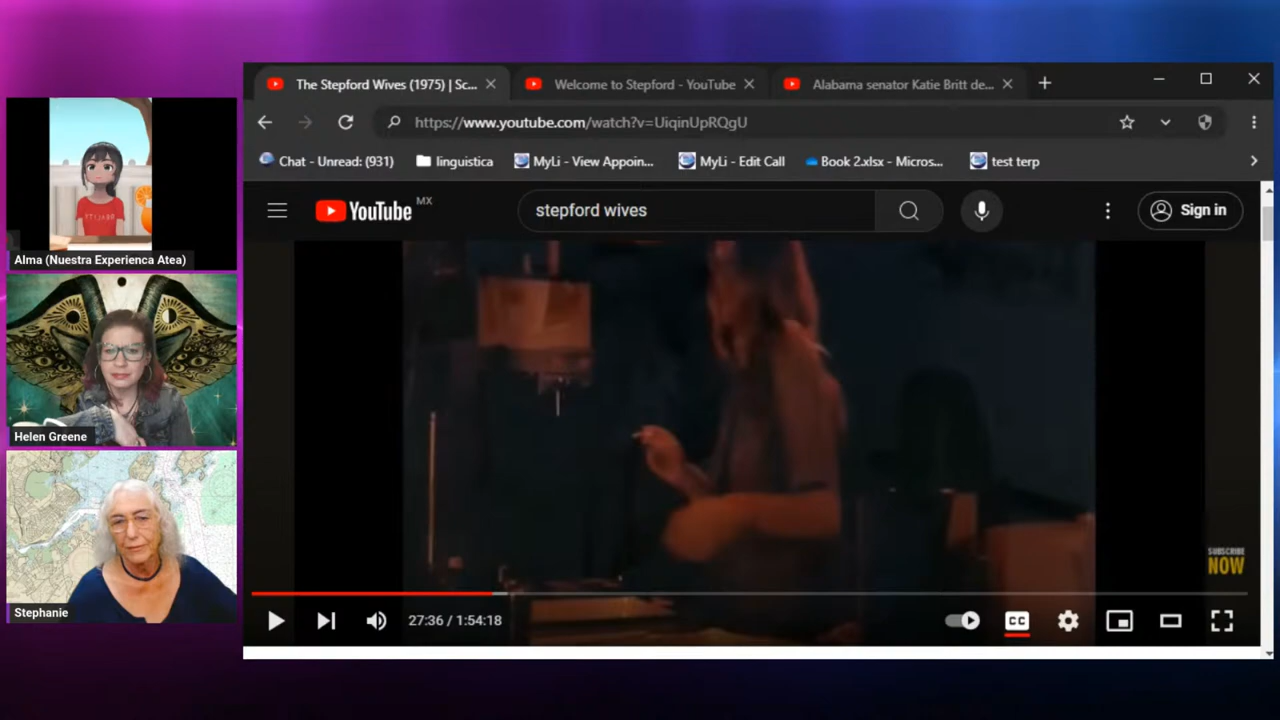 The Stepford Wives (1975) | Sc...
Welcome to Stepford - YouTube
Alabama senator Katie Britt de...
https://www.youtube.com/watch?v=UiqinUpRQgU
Chat - Unread: (931)
linguistica
MyLi - View Appoin...
MyLi - Edit Call
Book 2.xlsx - Micros...
test terp
YouTube MX
stepford wives
Sign in
Alma (Nuestra Experienca Atea)
Helen Greene
Stephanie
SUBSCRIBE
NOW
27:36 / 1:54:18
CC